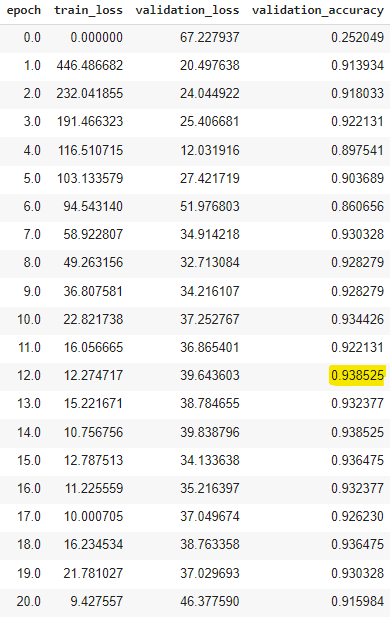 epoch train_loss validation_loss validation_accuracy
0.0 0.000000 67.227937 0.252049
1.0 446.486682 20.497638 0.913934
2.0 232.041855 24.044922 0.918033
3.0 191.466323 25.406681 0.922131
4.0 116.510715 12.031916 0.897541
5.0 103.133579 27.421719 0.903689
6.0 94.543140 51.976803 0.860656
7.0 58.922807 34.914218 0.930328
8.0 49.263156 32.713084 0.928279
9.0 36.807581 34.216107 0.928279
10.0 22.821738 37.252767 0.934426
11.0 16.056665 36.865401 0.922131
12.0 12.274717 39.643603 0.938525
13.0 15.221671 38.784655 0.932377
14.0 10.756756 39.838796 0.938525
15.0 12.787513 34.133638 0.936475
16.0 11.225559 35.216397 0.932377
17.0 10.000705 37.049674 0.926230
18.0 16.234534 38.763358 0.936475
19.0 21.781027 37.029693 0.930328
20.0 9.427557 46.377590 0.915984